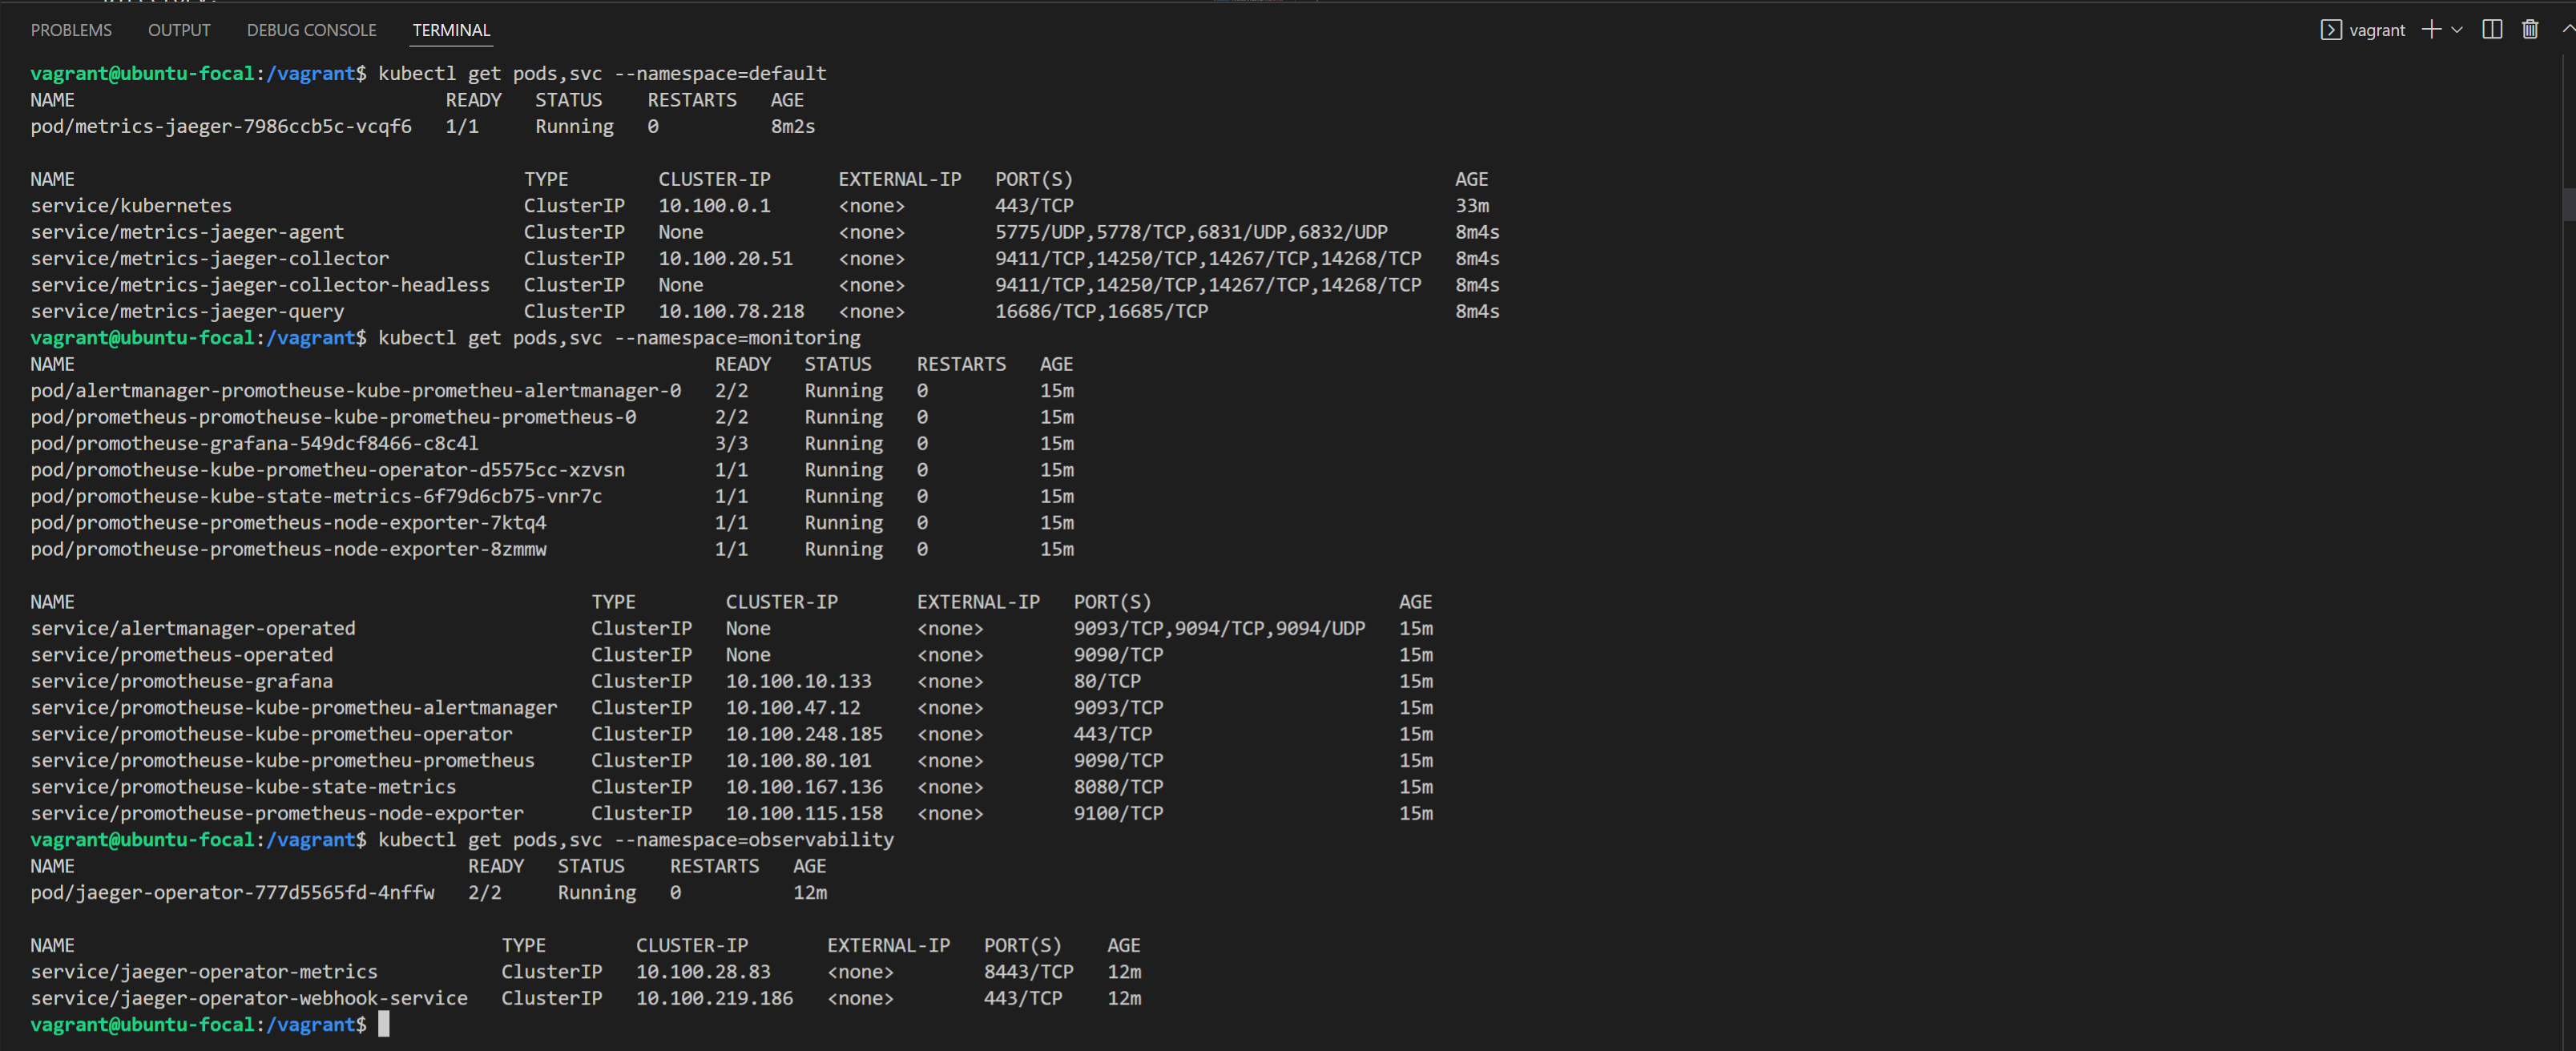 PROBLEMS OUTPUT DEBUG CONSOLE TERMINAL vagrant
vagrant@ubuntu-focal:/vagrant$ kubectl get pods,svc --namespace=default
NAME READY STATUS RESTARTS AGE
pod/metrics-jaeger-7986ccb5c-vcqf6 1/1 Running 0 8m2s
NAME TYPE CLUSTER-IP EXTERNAL-IP PORT(S) AGE
service/kubernetes ClusterIP 10.100.0.1 <none> 443/TCP 33m
service/metrics-jaeger-agent ClusterIP None <none> 5775/UDP,5778/TCP,6831/UDP,6832/UDP 8m4s
service/metrics-jaeger-collector ClusterIP 10.100.20.51 <none> 9411/TCP,14250/TCP,14267/TCP,14268/TCP 8m4s
service/metrics-jaeger-collector-headless ClusterIP None <none> 9411/TCP,14250/TCP,14267/TCP,14268/TCP 8m4s
service/metrics-jaeger-query ClusterIP 10.100.78.218 <none> 16686/TCP,16685/TCP 8m4s
vagrant@ubuntu-focal:/vagrant$ kubectl get pods,svc --namespace=monitoring
NAME READY STATUS RESTARTS AGE
pod/alertmanager-promotheuse-kube-prometheu-alertmanager-0 2/2 Running 0 15m
pod/prometheus-promotheuse-kube-prometheu-prometheus-0 2/2 Running 0 15m
pod/promotheuse-grafana-549dcf8466-c8c4l 3/3 Running 0 15m
pod/promotheuse-kube-prometheu-operator-d5575cc-xzvsn 1/1 Running 0 15m
pod/promotheuse-kube-state-metrics-6f79d6cb75-vnr7c 1/1 Running 0 15m
pod/promotheuse-prometheus-node-exporter-7ktq4 1/1 Running 0 15m
pod/promotheuse-prometheus-node-exporter-8zmmw 1/1 Running 0 15m
NAME TYPE CLUSTER-IP EXTERNAL-IP PORT(S) AGE
service/alertmanager-operated ClusterIP None <none> 9093/TCP,9094/TCP,9094/UDP 15m
service/prometheus-operated ClusterIP None <none> 9090/TCP 15m
service/promotheuse-grafana ClusterIP 10.100.10.133 <none> 80/TCP 15m
service/promotheuse-kube-prometheu-alertmanager ClusterIP 10.100.47.12 <none> 9093/TCP 15m
service/promotheuse-kube-prometheu-operator ClusterIP 10.100.248.185 <none> 443/TCP 15m
service/promotheuse-kube-prometheu-prometheus ClusterIP 10.100.80.101 <none> 9090/TCP 15m
service/promotheuse-kube-state-metrics ClusterIP 10.100.167.136 <none> 8080/TCP 15m
service/promotheuse-prometheus-node-exporter ClusterIP 10.100.115.158 <none> 9100/TCP 15m
vagrant@ubuntu-focal:/vagrant$ kubectl get pods,svc --namespace=observability
NAME READY STATUS RESTARTS AGE
pod/jaeger-operator-777d5565fd-4nffw 2/2 Running 0 12m
NAME TYPE CLUSTER-IP EXTERNAL-IP PORT(S) AGE
service/jaeger-operator-metrics ClusterIP 10.100.28.83 <none> 8443/TCP 12m
service/jaeger-operator-webhook-service ClusterIP 10.100.219.186 <none> 443/TCP 12m
vagrant@ubuntu-focal:/vagrant$